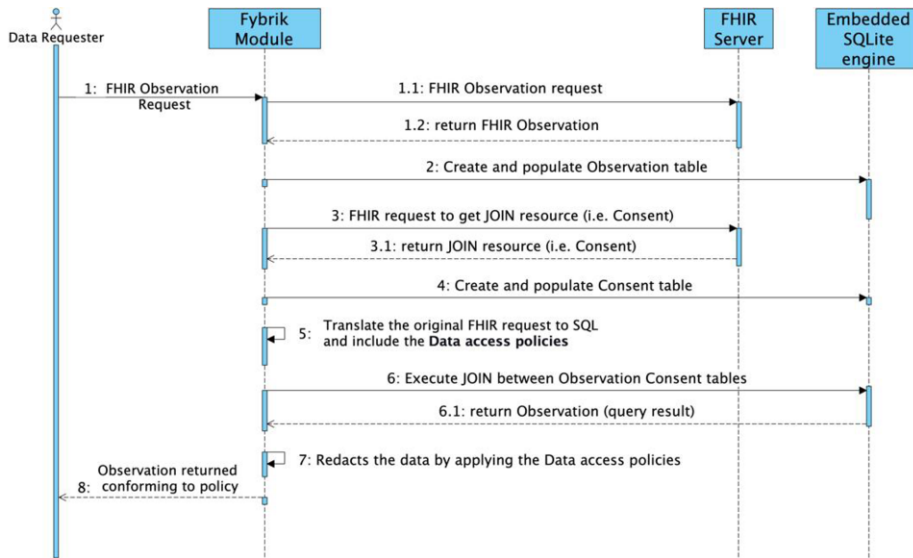 Data Requester
Fybrik
Module
FHIR
Server
Embedded
SQLite
engine
1: FHIR Observation
Request
1.1: FHIR Observation request
1.2: return FHIR Observation
2: Create and populate Observation table
3: FHIR request to get JOIN resource (i.e. Consent)
3.1: return JOIN resource (i.e. Consent)
4: Create and populate Consent table
5: Translate the original FHIR request to SQL
and include the Data access policies
6: Execute JOIN between Observation Consent tables
6.1: return Observation (query result)
7: Redacts the data by applying the Data access policies
Observation returned
8: conforming to policy